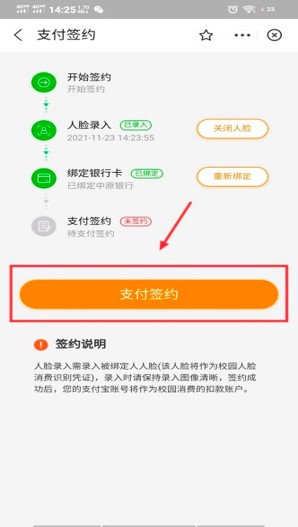 14:25
23
支付签约
开始签约
开始签约
人脸录入 已录入
2021-11-23 14:23:55
关闭人脸
绑定银行卡 已绑定
已绑定中原银行
重新绑定
支付签约 未签约
待支付签约
支付签约
签约说明
人脸录入需录入被绑定人人脸(该人脸将作为校园人脸
消费识别凭证)，录入时请保持录入图像清晰，签约成
功后，您的支付宝账号将作为校园消费的扣款账户。